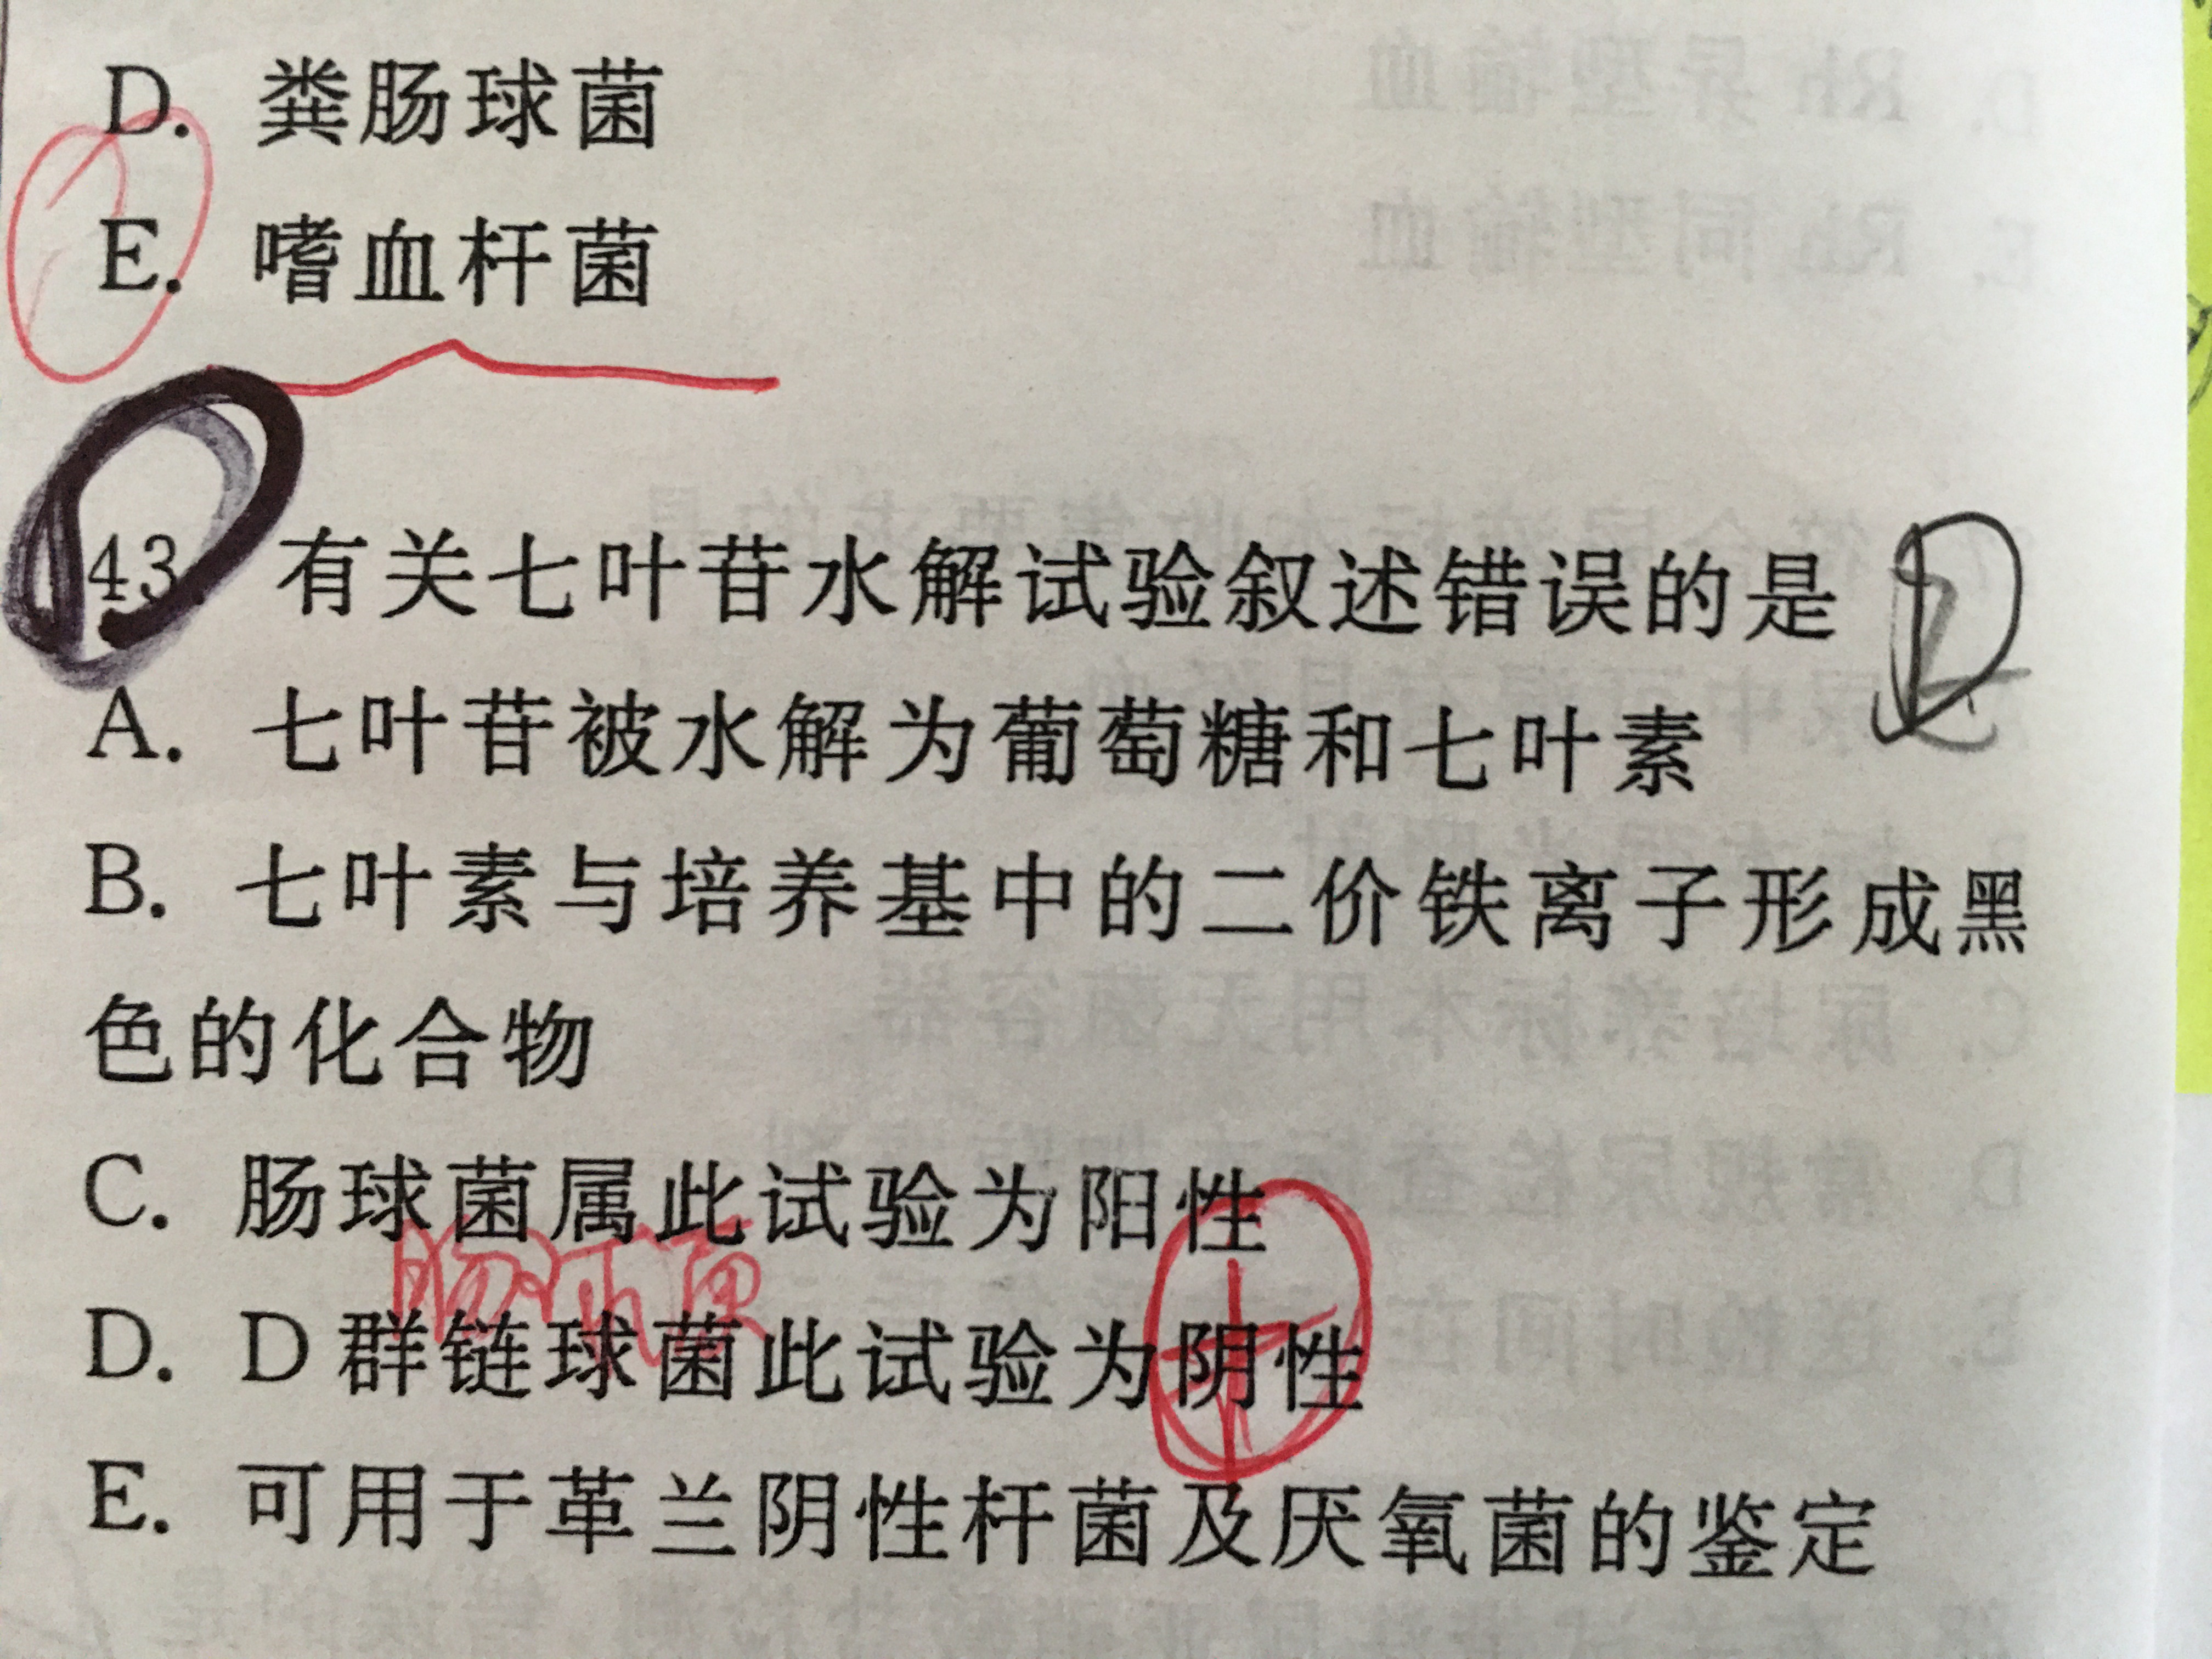 D. 粪肠球菌
E. 嗜血杆菌
43 有关七叶苷水解试验叙述错误的是 D
A. 七叶苷被水解为葡萄糖和七叶素
B. 七叶素与培养基中的二价铁离子形成黑
色的化合物
C. 肠球菌属此试验为阳性
D. D群链球菌此试验为阴性
E. 可用于革兰阴性杆菌及厌氧菌的鉴定